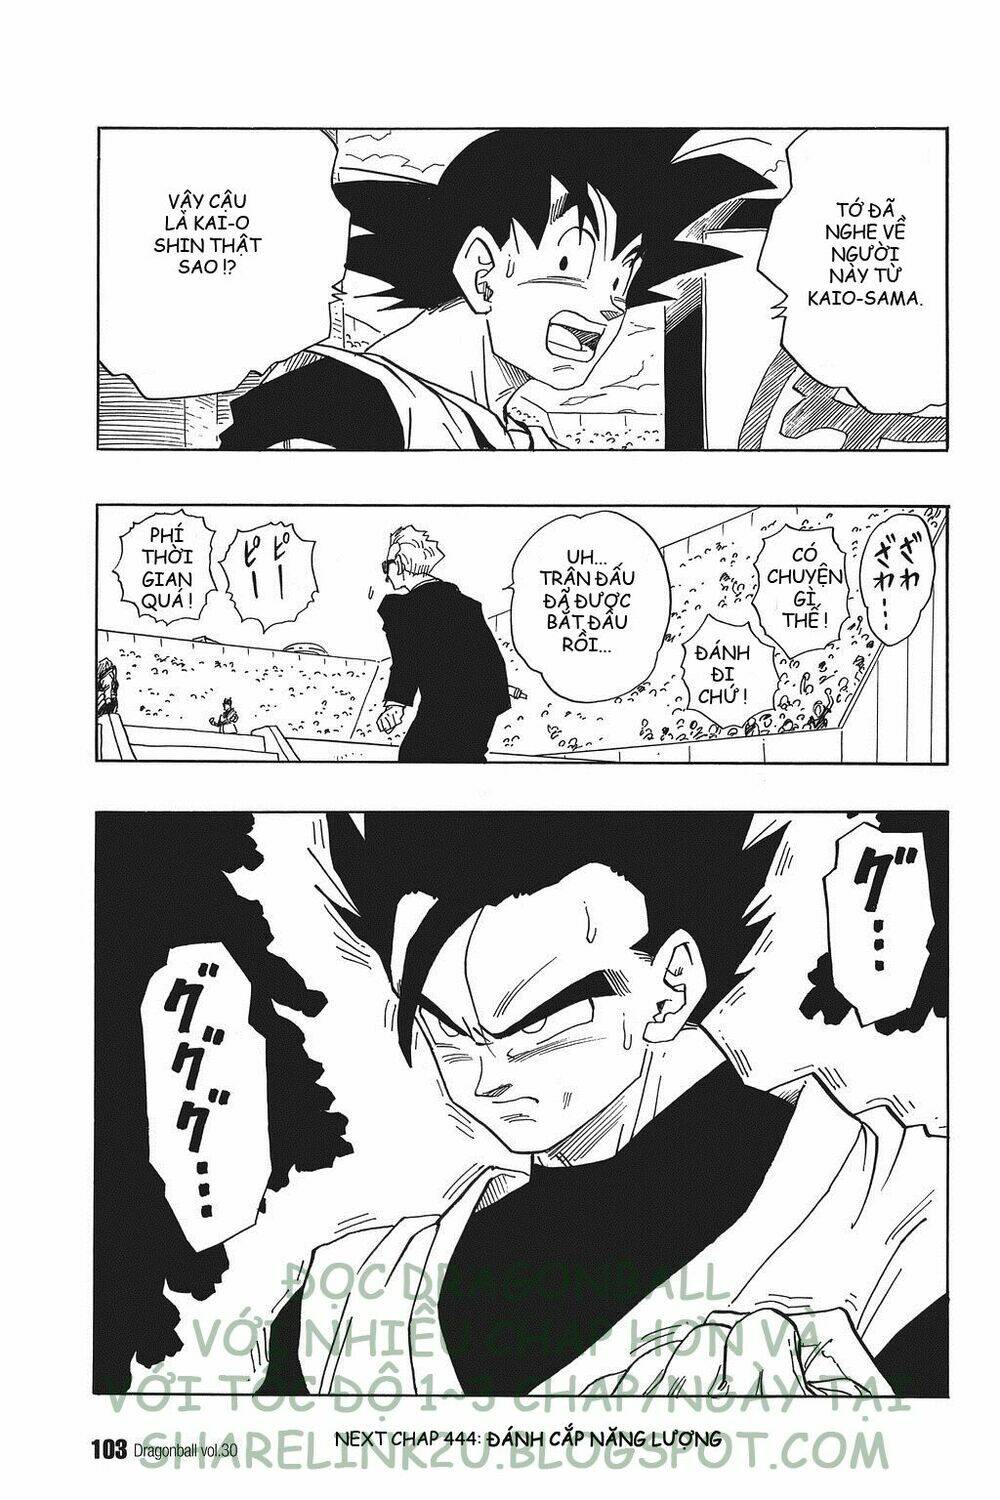 TỚ ĐÃ
NGHE VỀ
NGƯỜI
NÀY TỪ
KAIO-SAMA.
VẬY CẬU
LÀ KAI-O
SHIN THẬT
SAO !?
ざわ
ざわ…
CÓ
CHUYỆN
GÌ
THẾ !
ĐÁNH
ĐI
CHỨ !
UH...
TRẬN ĐẤU
ĐÃ ĐƯỢC
BẮT ĐẦU
RỒI...
ピーピー
PHÍ
THỜI
GIAN
QUÁ !
グ…
ググ…
ĐỌC DRAGONBALL
VỚI NHIỀU CHAP HƠN VÀ
VỚI TỐC ĐỘ 1~3 CHAP/NGÀY TẠI
SHARELINK2U.BLOGSPOT.COM
NEXT CHAP 444: ĐÁNH CẮP NĂNG LƯỢNG
103 Dragonball vol.30